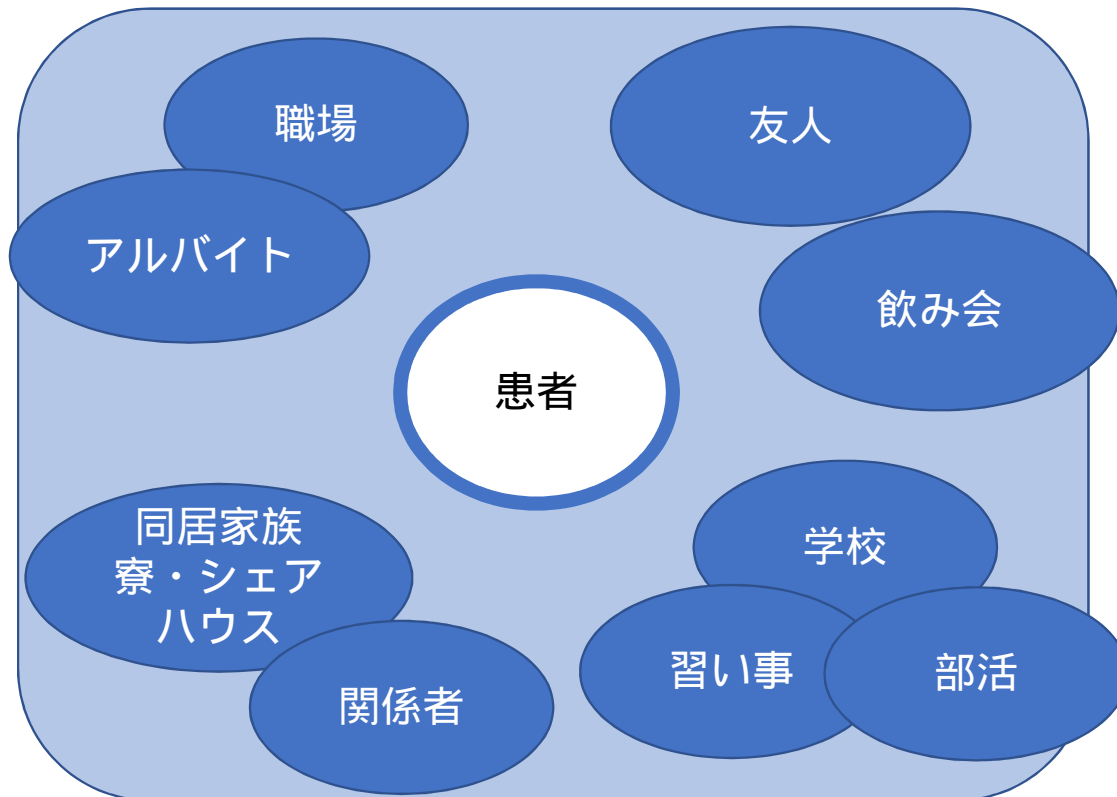 職場
友人
アルバイト
飲み会
患者
同居家族
寮・シェア
ハウス
学校
習い事
部活
関係者